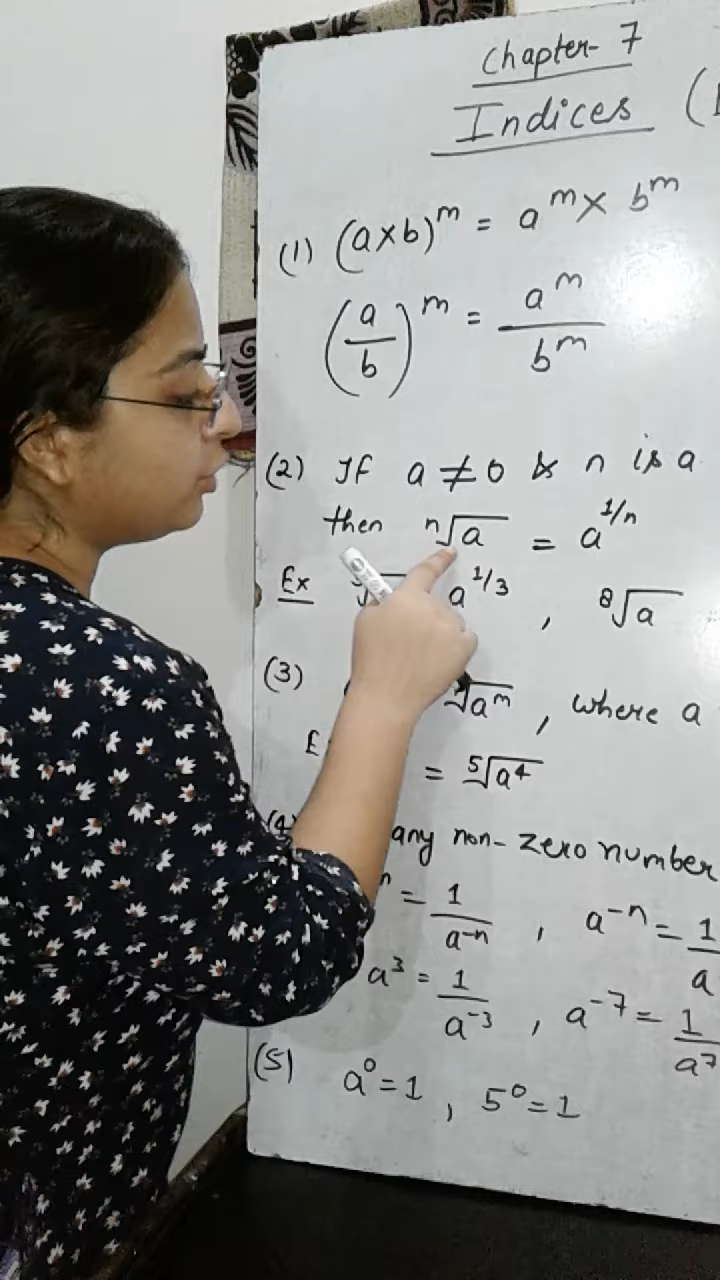 Chapter- 7
Indices (
(1) (a×b)^m = a^m × b^m
(a/b)^m = a^m/b^m
(2) If a ≠ 0 & n is a
then ⁿ√a = a^1/n
Ex a^1/3 , ⁸√a
(3) √a^m , where a
= ⁵√a⁴
any non-zero number
= 1/a^-n , a^-n = 1/a
a³ = 1/a^-3 , a^-7 = 1/a⁷
(5) a⁰ = 1 , 5⁰ = 1